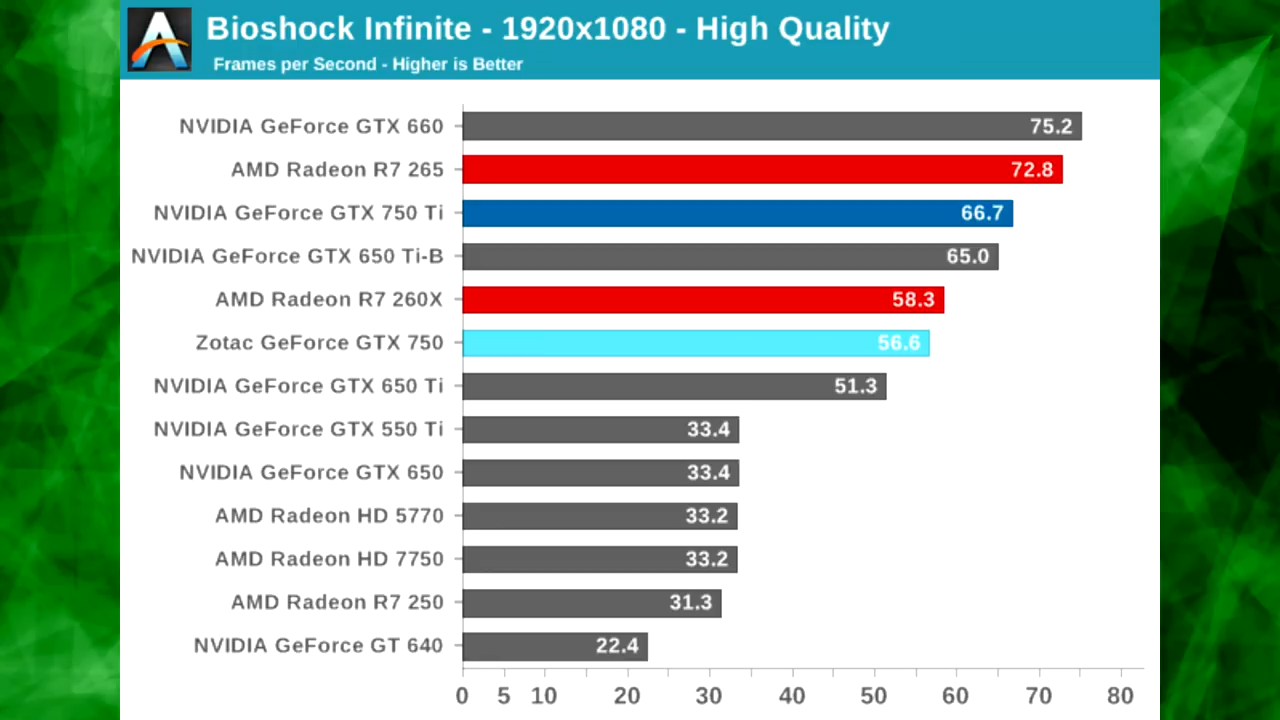 Bioshock Infinite - 1920x1080 - High Quality
Frames per Second - Higher is Better
NVIDIA GeForce GTX 660 75.2
AMD Radeon R7 265 72.8
NVIDIA GeForce GTX 750 Ti 66.7
NVIDIA GeForce GTX 650 Ti-B 65.0
AMD Radeon R7 260X 58.3
Zotac GeForce GTX 750 56.6
NVIDIA GeForce GTX 650 Ti 51.3
NVIDIA GeForce GTX 550 Ti 33.4
NVIDIA GeForce GTX 650 33.4
AMD Radeon HD 5770 33.2
AMD Radeon HD 7750 33.2
AMD Radeon R7 250 31.3
NVIDIA GeForce GT 640 22.4
0 5 10 20 30 40 50 60 70 80